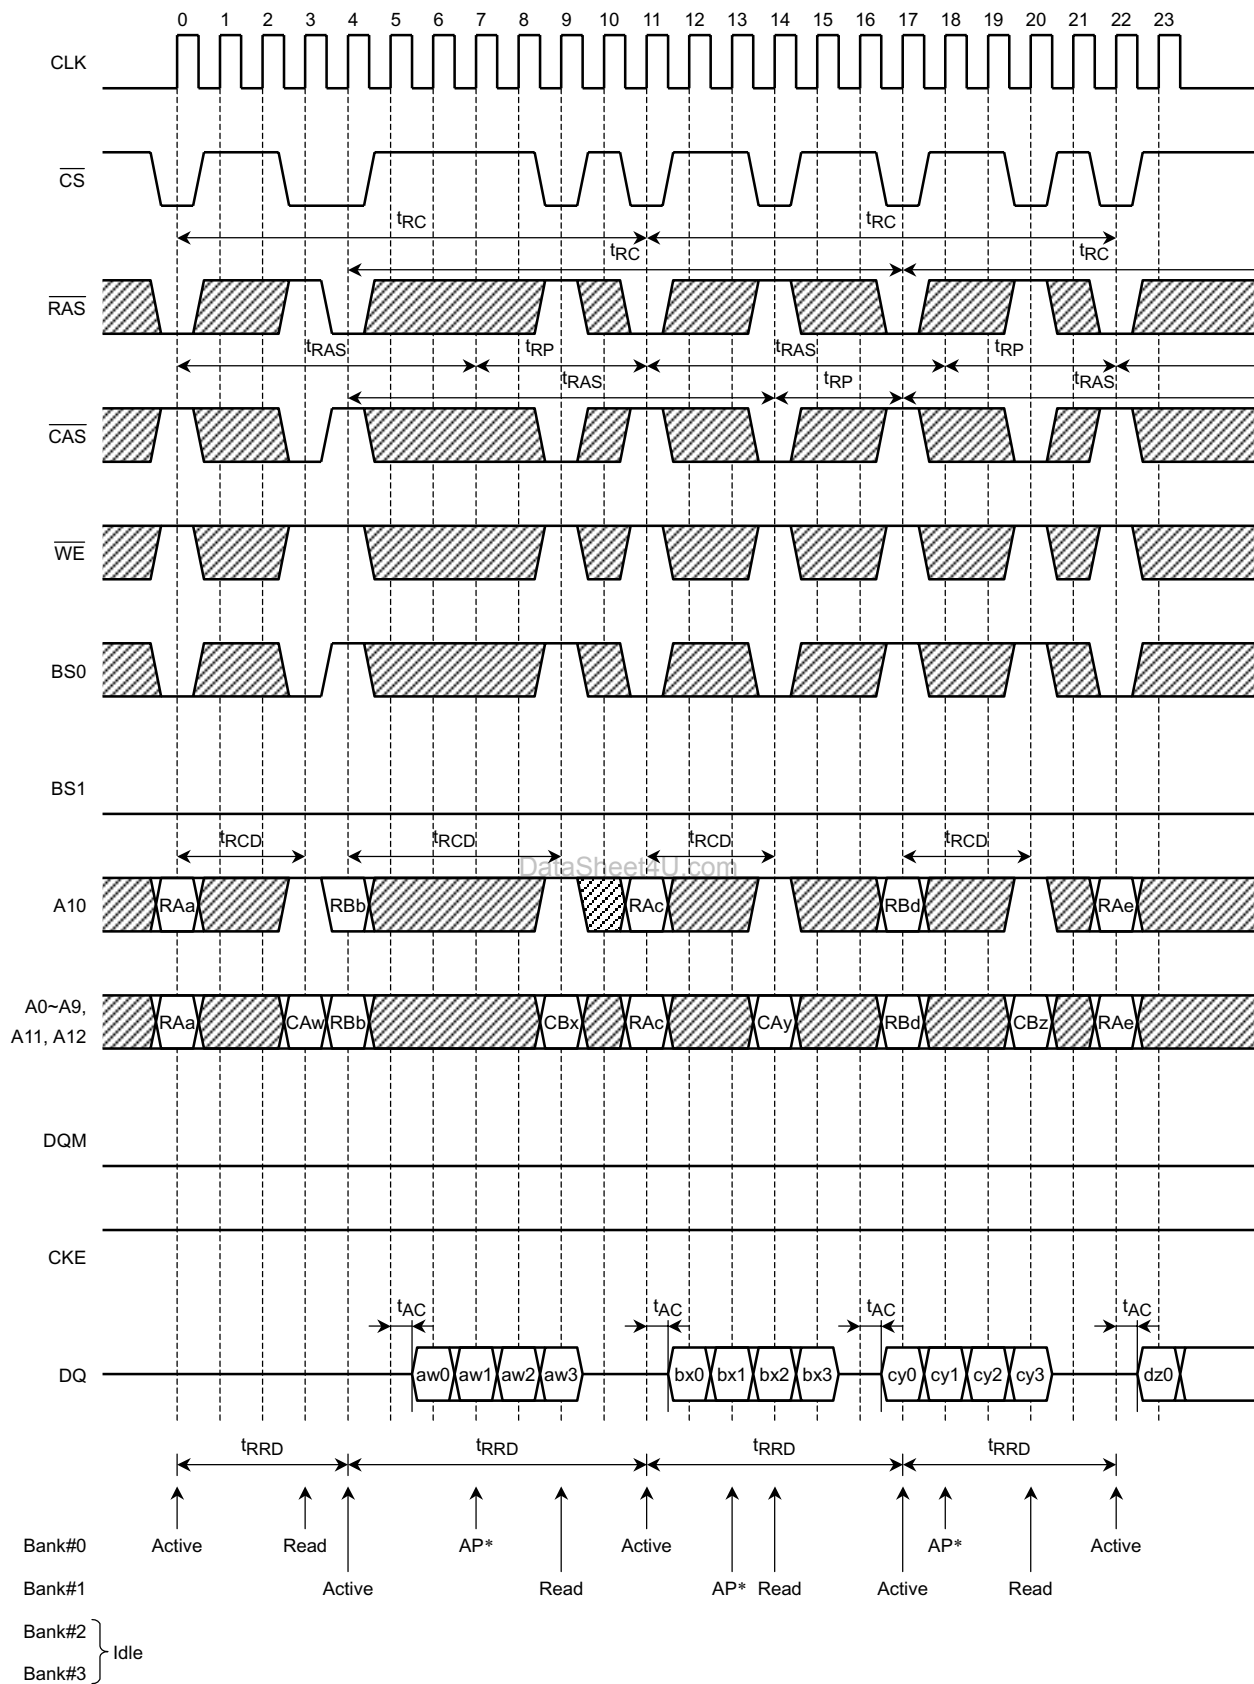 0 1 2 3 4 5 6 7 8 9 10 11 12 13 14 15 16 17 18 19 20 21 22 23
CLK
CS
tRC tRC
tRC tRC
RAS
tRAS tRP tRAS tRP
tRAS tRP tRAS
CAS
WE
BS0
BS1
tRCD tRCD tRCD tRCD
DataSheet4U.com
A10 RAa RBb RAc RBd RAe
A0~A9,
A11, A12
RAa CAw RBb CBx RAc CAy RBd CBz RAe
DQM
CKE
tAC tAC tAC tAC
DQ aw0 aw1 aw2 aw3 bx0 bx1 bx2 bx3 cy0 cy1 cy2 cy3 dz0
tRRD tRRD tRRD tRRD
Bank#0 Active Read AP* Active Read Active AP* Active
Bank#1 Active Read AP* Read Active Read
Bank#2
Idle
Bank#3